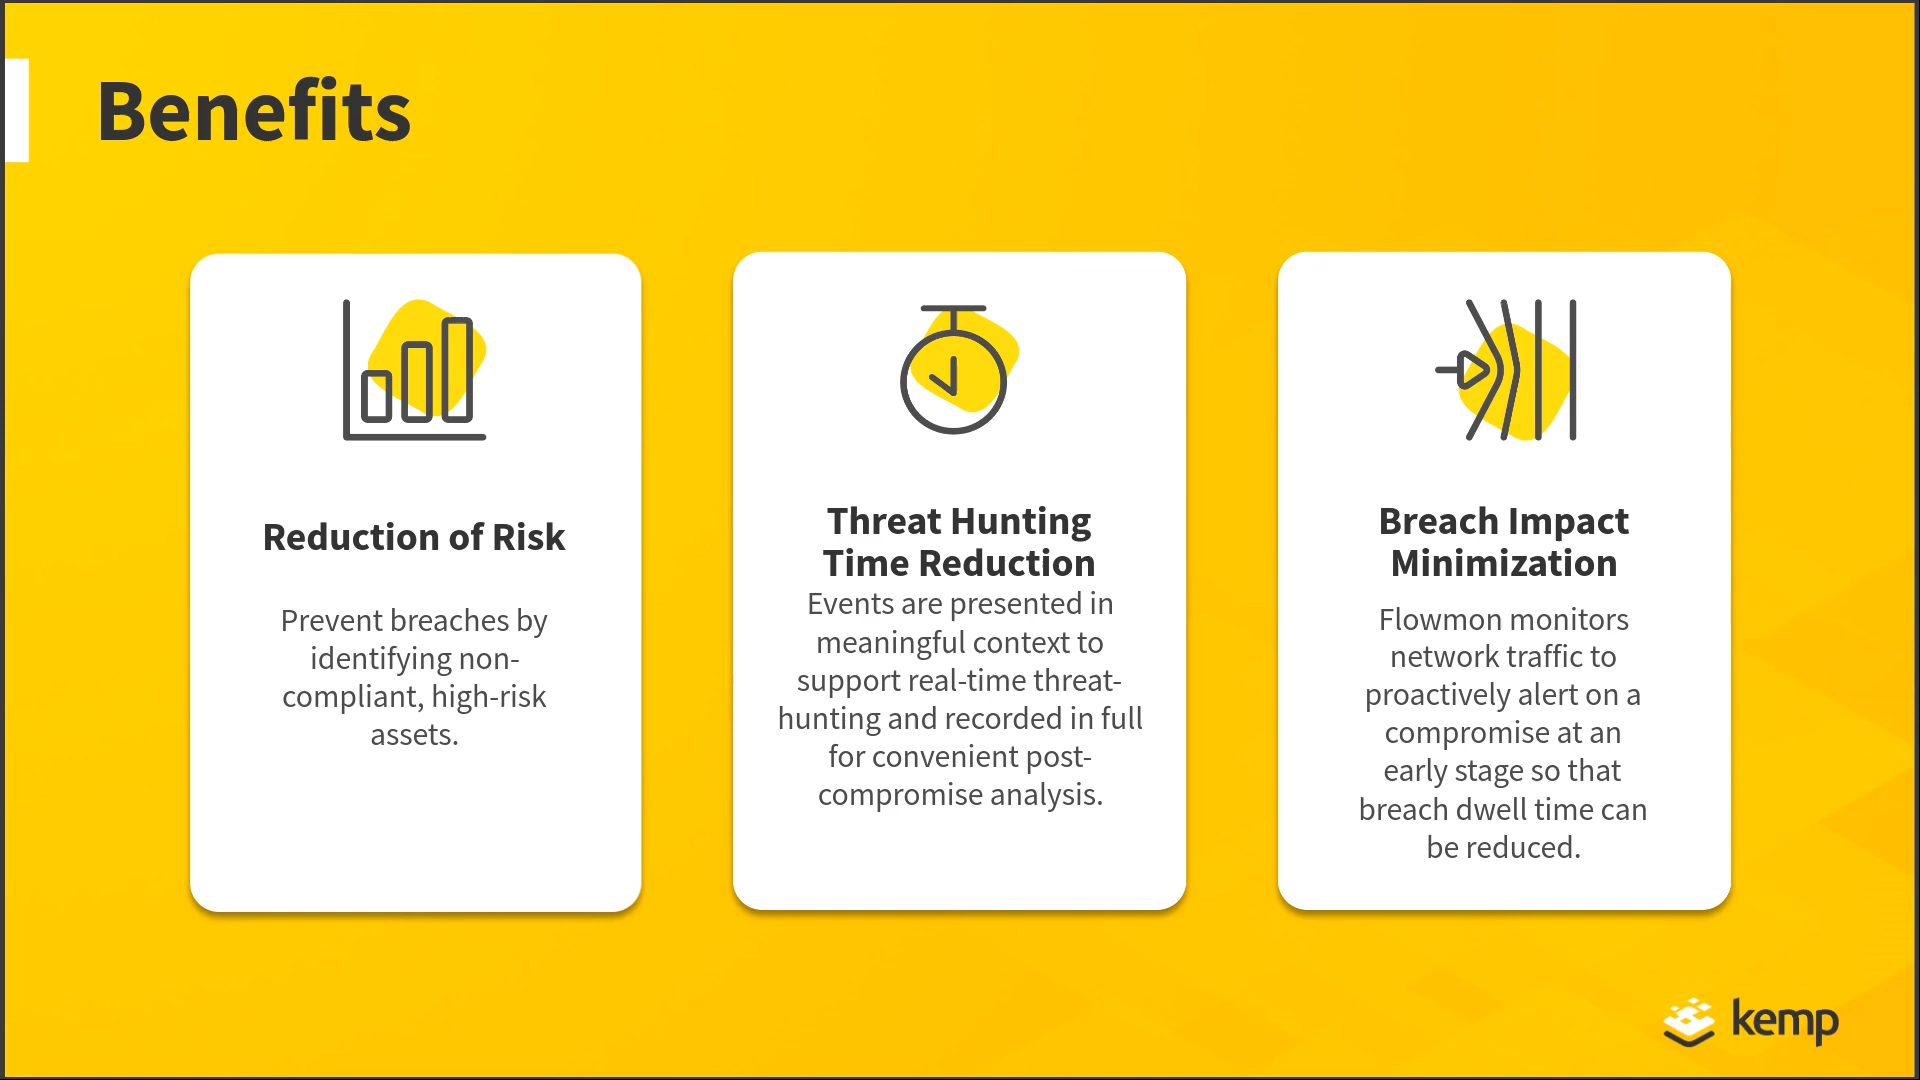 Benefits
Reduction of Risk
Prevent breaches by
identifying non-
compliant, high-risk
assets.
Threat Hunting
Time Reduction
Events are presented in
meaningful context to
support real-time threat-
hunting and recorded in full
for convenient post-
compromise analysis.
Breach Impact
Minimization
Flowmon monitors
network traffic to
proactively alert on a
compromise at an
early stage so that
breach dwell time can
be reduced.
kemp